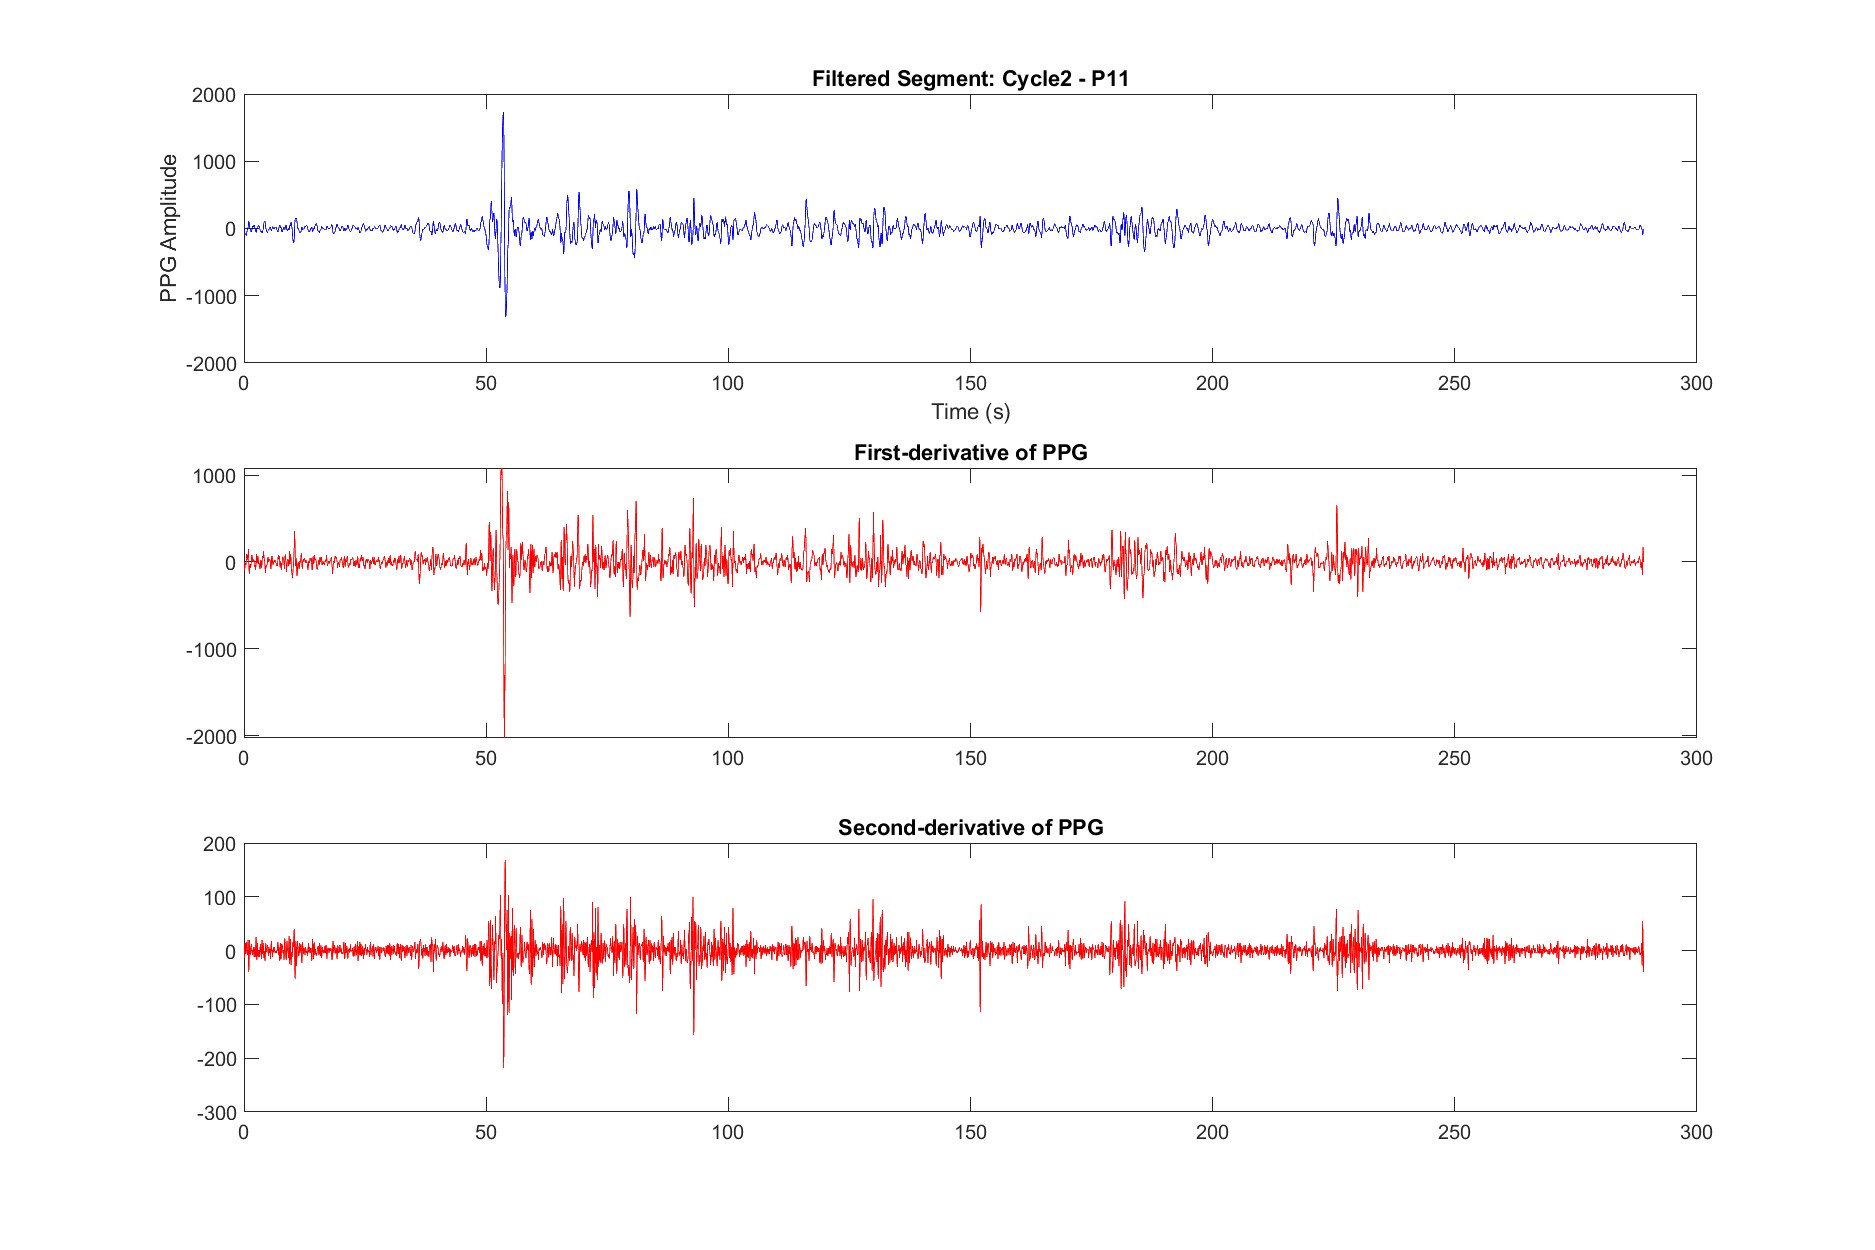 Filtered Segment: Cycle2 - P11
2000
1000
0
-1000
-2000
PPG Amplitude
0 50 100 150 200 250 300
Time (s)
First-derivative of PPG
1000
0
-1000
-2000
0 50 100 150 200 250 300
Second-derivative of PPG
200
100
0
-100
-200
-300
0 50 100 150 200 250 300